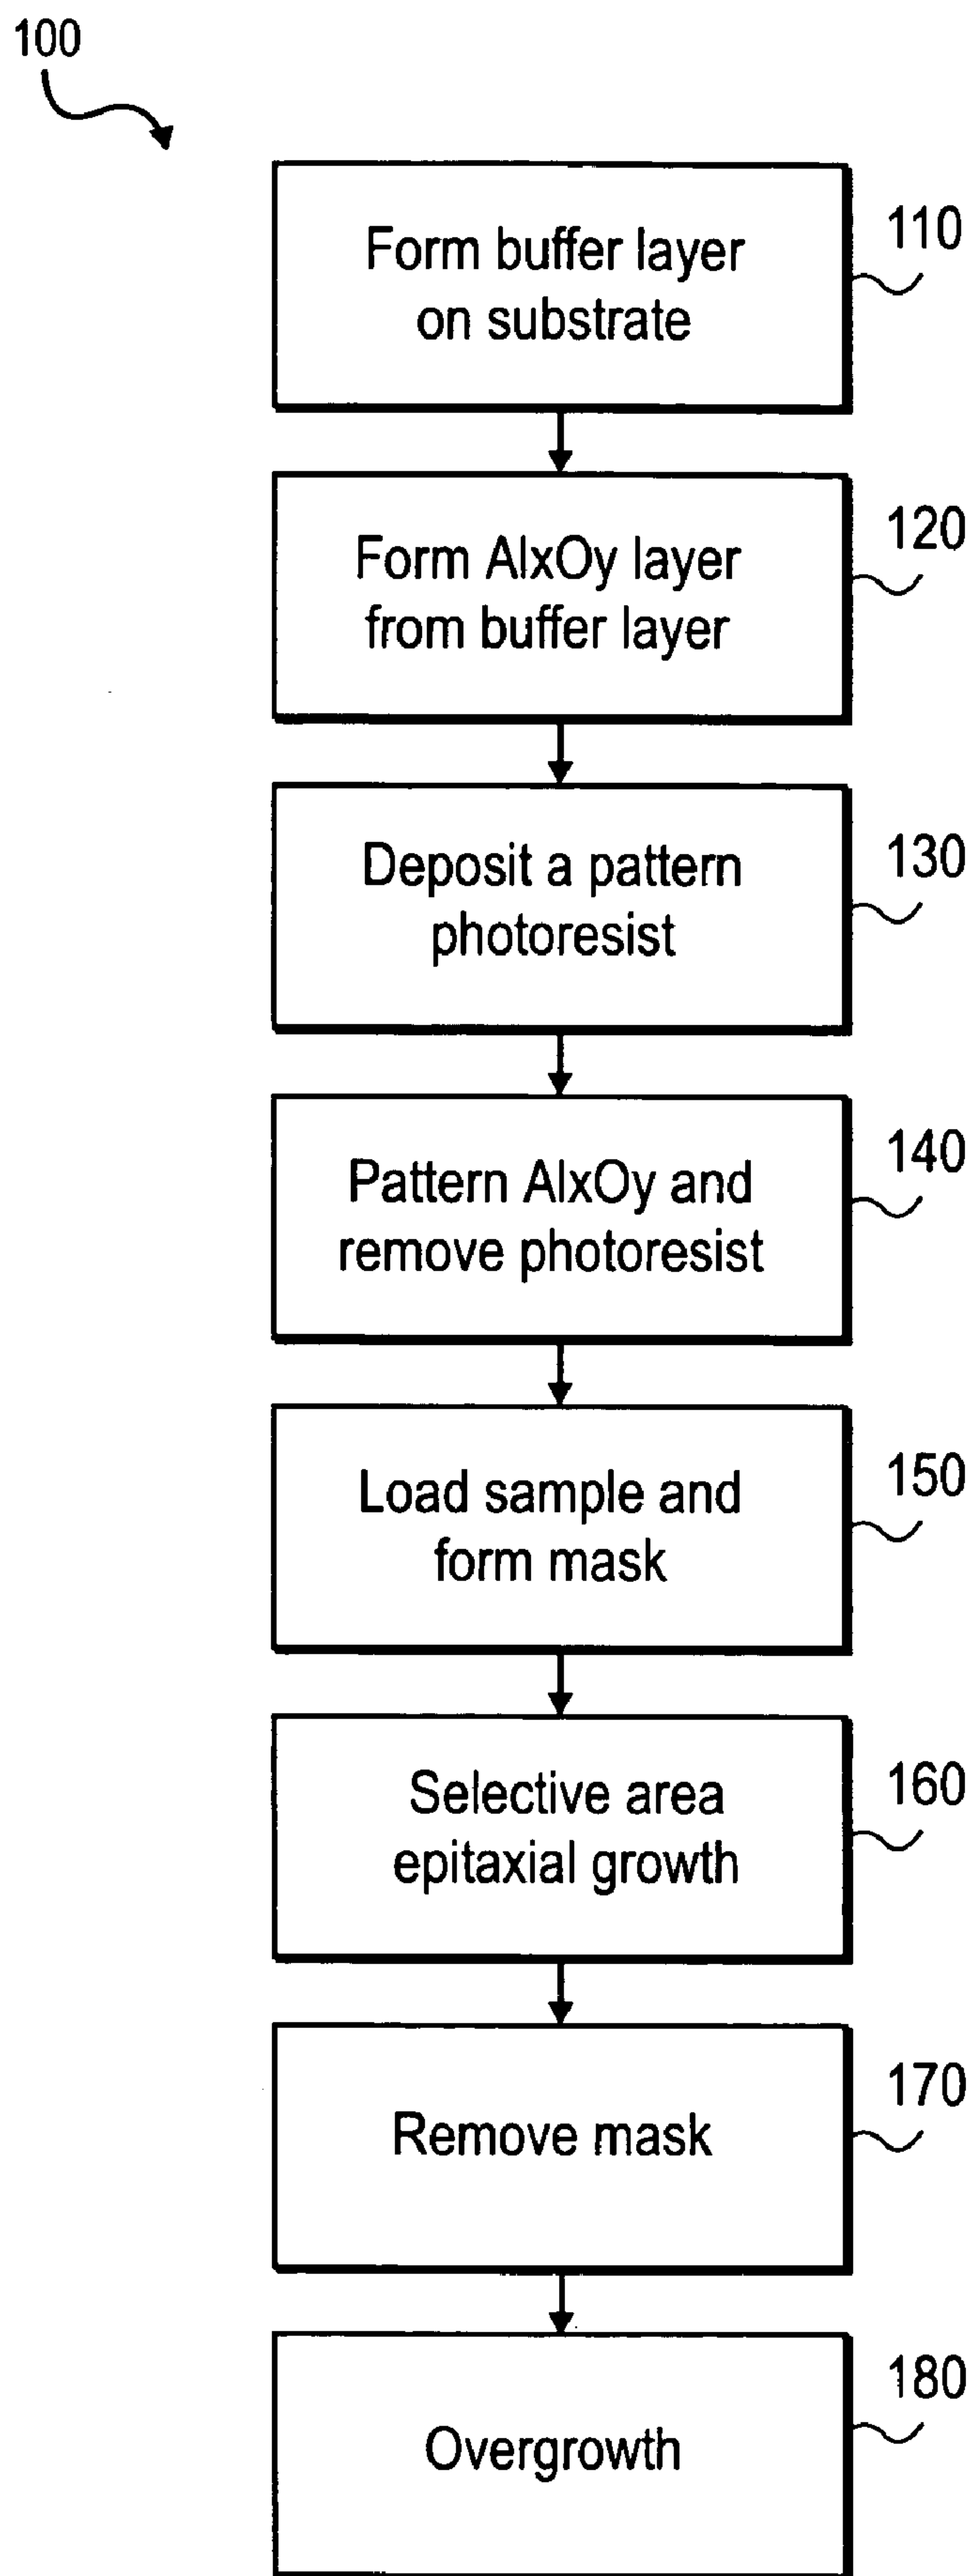 100
Form buffer layer
on substrate
110
Form AlxOy layer
from buffer layer
120
Deposit a pattern
photoresist
130
Pattern AlxOy and
remove photoresist
140
Load sample and
form mask
150
Selective area
epitaxial growth
160
Remove mask
170
Overgrowth
180